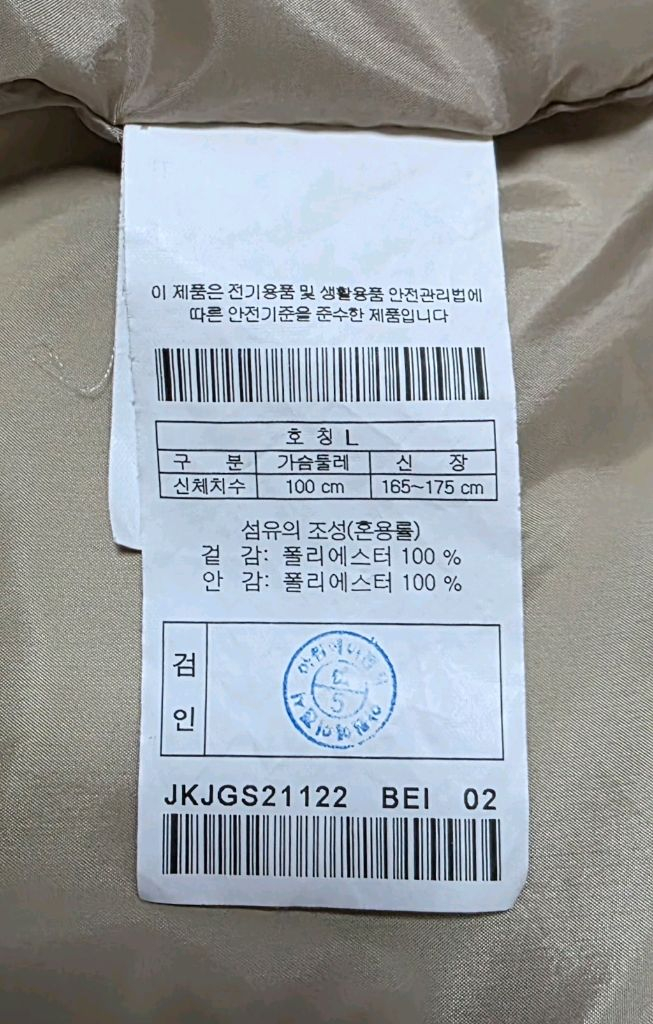 이 제품은 전기용품 및 생활용품 안전관리법에
따른 안전기준을 준수한 제품입니다
호 칭 L
구 분 가슴둘레 신 장
신체치수 100 cm 165~175 cm
섬유의 조성(혼용률)
겉 감: 폴리에스터 100 %
안 감: 폴리에스터 100 %
검
인
JKJGS21122 BEI 02